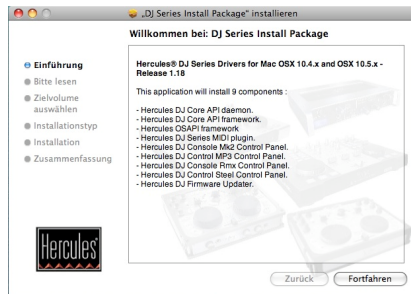 „DJ Series Install Package“ installieren
Willkommen bei: DJ Series Install Package
Einführung
Bitte lesen
Zielvolume
auswählen
Installationstyp
Installation
Zusammenfassung
Hercules® DJ Series Drivers for Mac OSX 10.4.x and OSX 10.5.x -
Release 1.18
This application will install 9 components :
- Hercules DJ Core API daemon.
- Hercules DJ Core API framework.
- Hercules OSAPI framework
- Hercules DJ Series MIDI plugin.
- Hercules DJ Console Mk2 Control Panel.
- Hercules DJ Control MP3 Control Panel.
- Hercules DJ Console Rmx Control Panel.
- Hercules DJ Control Steel Control Panel.
- Hercules DJ Firmware Updater.
Hercules®
Zurück
Fortfahren